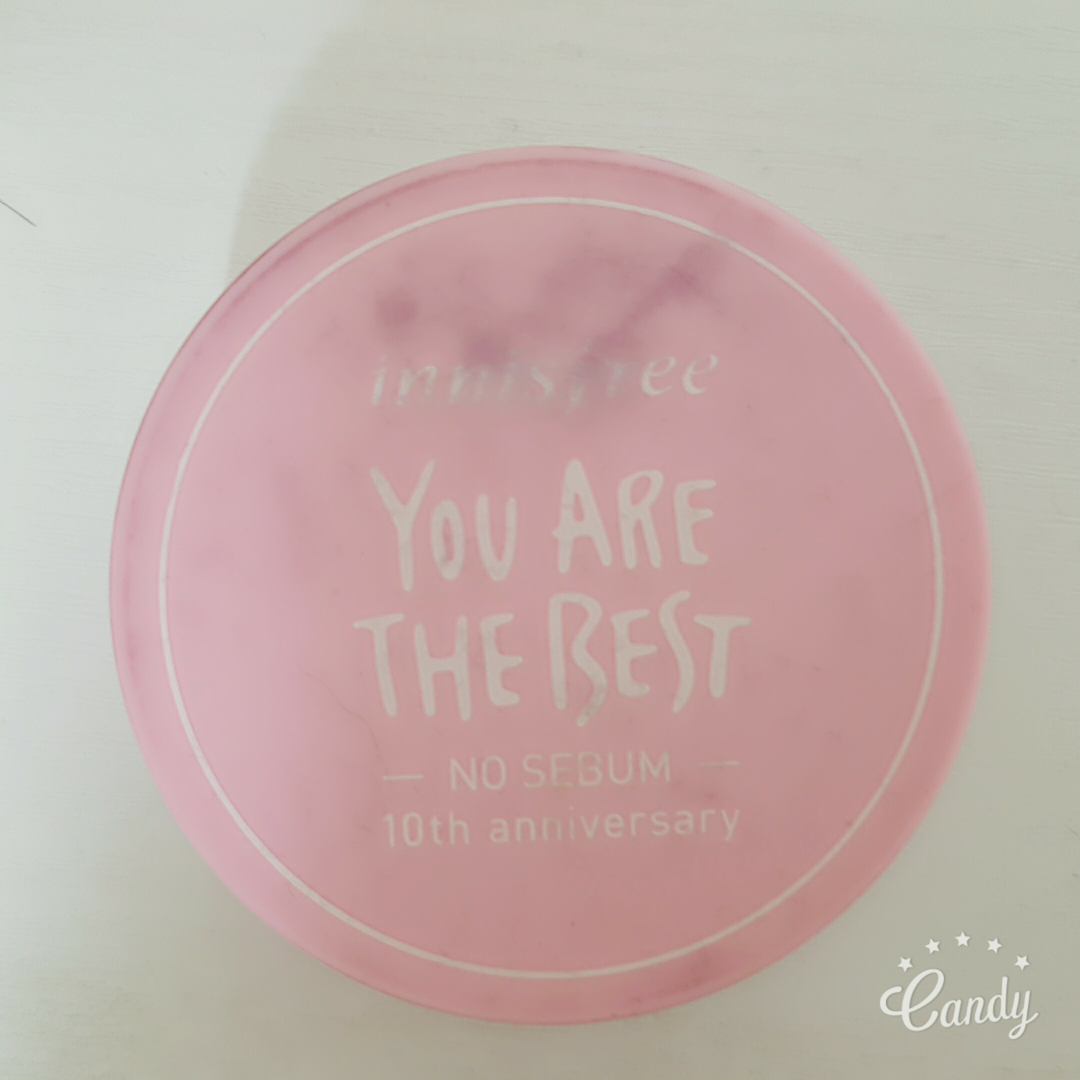 innisfree
YOU ARE
THE BEST
— NO SEBUM —
10th anniversary
Candy